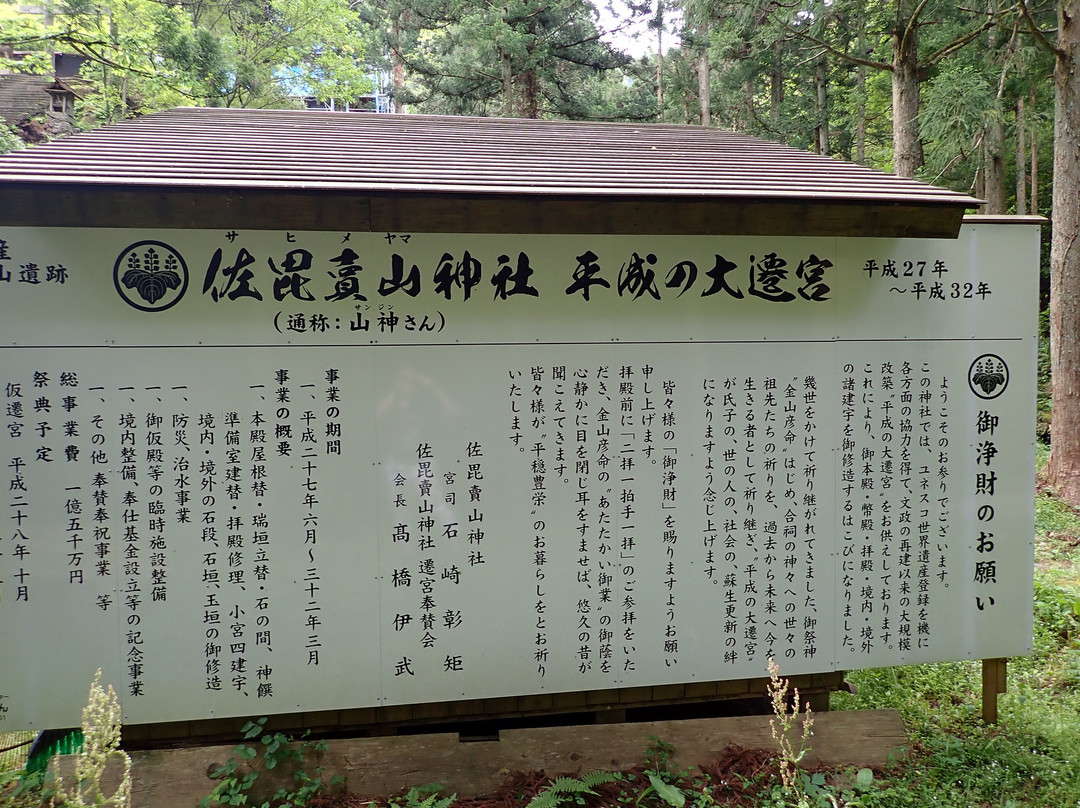 佐毘賣山神社 平成の大遷宮
サヒメヤマ
(通称:山神さん)
サンジン
平成27年
～平成32年
山遺跡
御浄財のお願い
ようこそのお参りでございます。
この神社では、ユネスコ世界遺産登録を機に
各方面の協力を得て、文政の再建以来の大規模
改築〝平成の大遷宮〟をお供えしております。
これにより、御本殿・幣殿・拝殿・境内・境外
の諸建宇を御修造するはこびになりました。
幾世をかけて祈り継がれてきました、御祭神
〝金山彦命〟はじめ、合祠の神々への世々の
祖先たちの祈りを、過去から未来へ今を
生きる者として祈り継ぎ、〝平成の大遷宮〟
が氏子の、世の人の、社会の、蘇生更新の絆
になりますよう念じ上げます。
皆々様の「御浄財」を賜りますようお願い
申し上げます。
拝殿前に「二拝一拍手一拝」のご参拝をいた
だき、金山彦命の〝あたたかい御業〟の御蔭を
心静かに目を閉じ耳をすませば、悠久の昔が
聞こえてきます。
皆々様が〝平穏豊栄〟のお暮らしをとお祈り
いたします。
佐毘賣山神社
宮司 石崎彰矩
佐毘賣山神社 遷宮奉賛会
会長 髙橋伊武
事業の期間
一、平成二十七年六月～三十二年三月
事業の概要
一、本殿屋根替・瑞垣立替・石の間、神饌
準備室建替・拝殿修理、小宮四建宇、
境内・境外の石段、石垣、玉垣の御修造
一、防災、治水事業
一、御仮殿等の臨時施設整備
一、境内整備、奉仕基金設立等の記念事業
一、その他奉賛奉祝事業 等
総事業費 一億五千万円
祭典予定
仮遷宮 平成二十八年十月